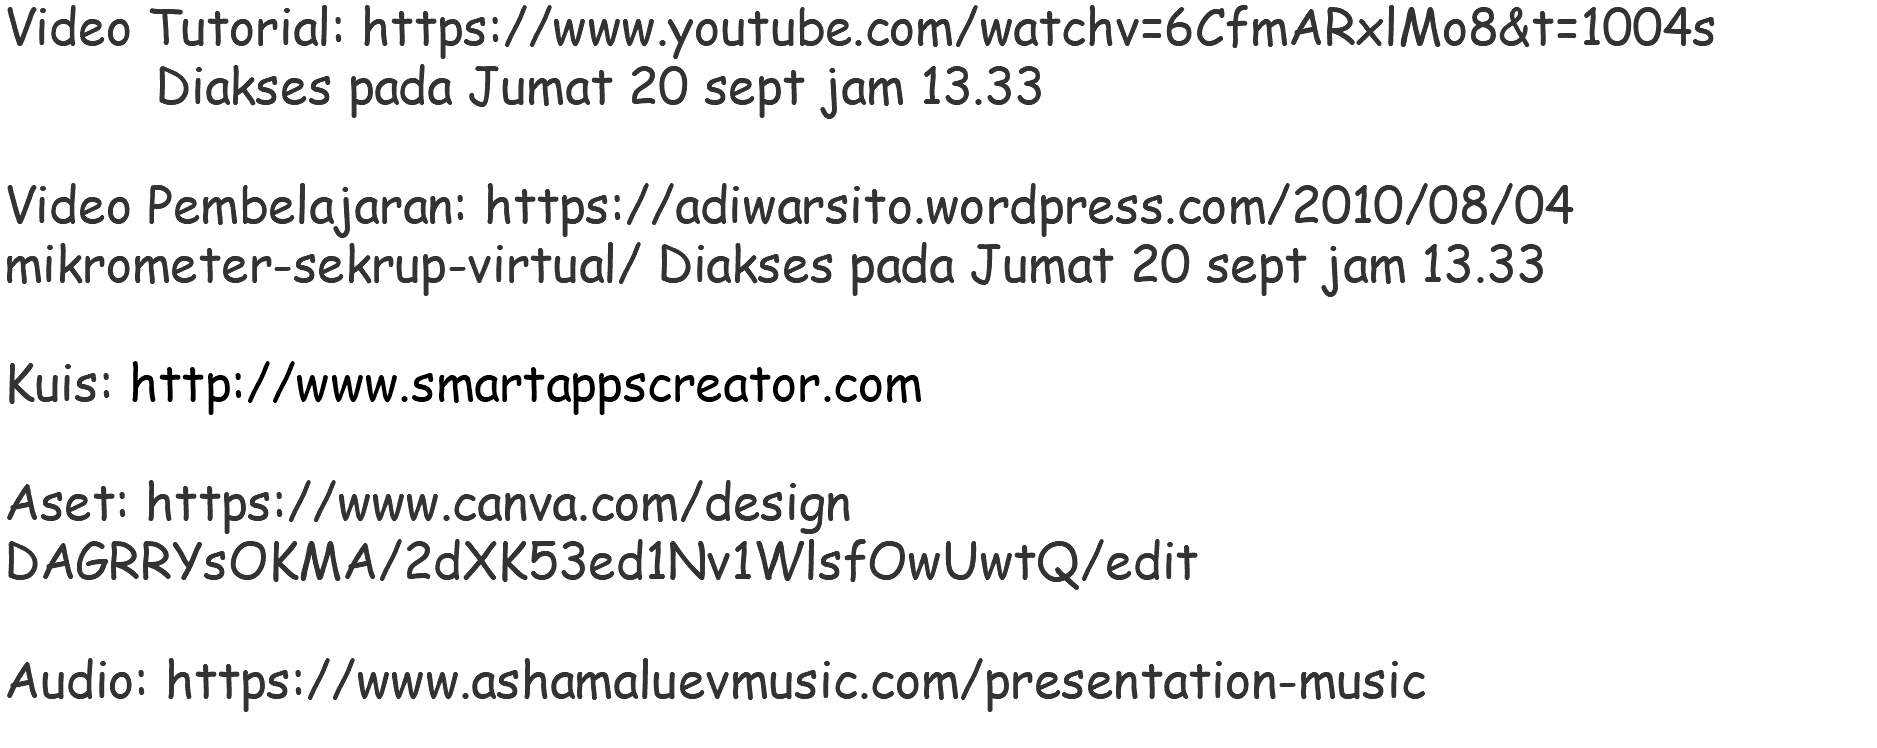 Video Tutorial: https://www.youtube.com/watchv=6CfmARxlMo8&t=1004s
Diakses pada Jumat 20 sept jam 13.33
Video Pembelajaran: https://adiwarsito.wordpress.com/2010/08/04
mikrometer-sekrup-virtual/ Diakses pada Jumat 20 sept jam 13.33
Kuis: http://www.smartappscreator.com
Aset: https://www.canva.com/design
DAGRRYsOKMA/2dXK53ed1Nv1WlsfOwUwtQ/edit
Audio: https://www.ashamaluevmusic.com/presentation-music